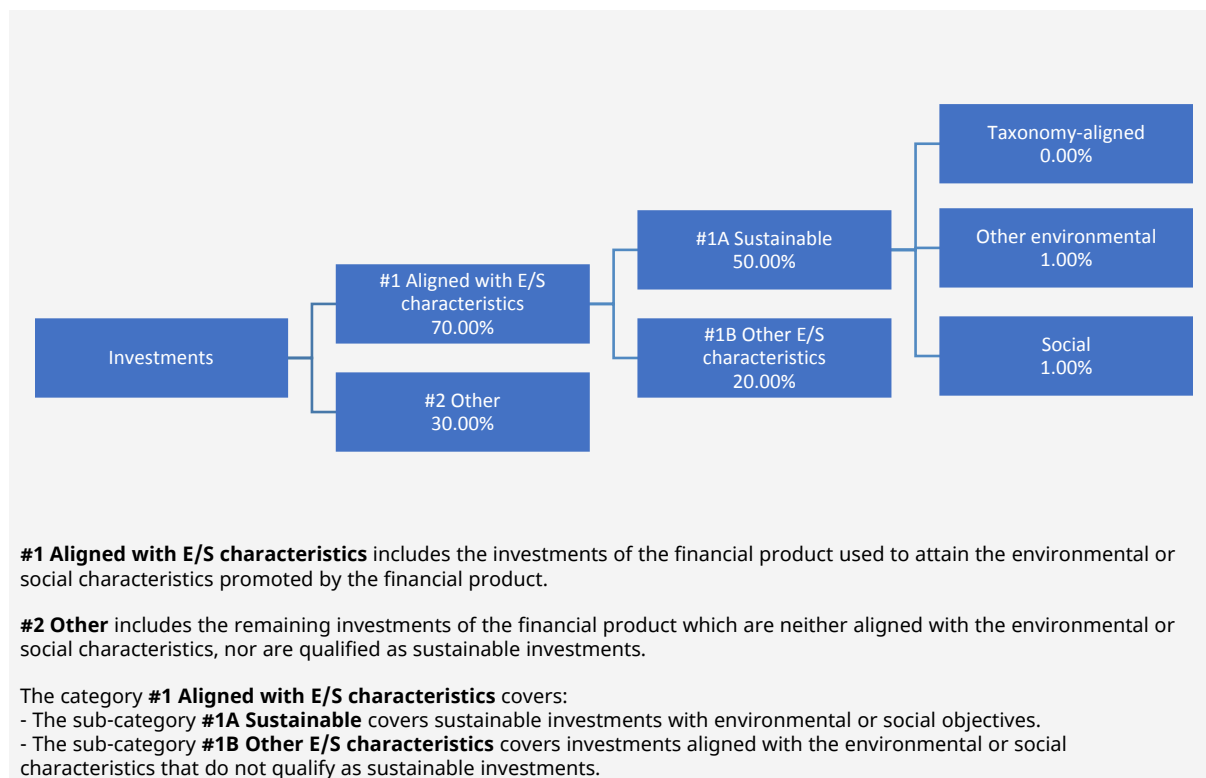 Investments
#1 Aligned with E/S
characteristics
70.00%
#2 Other
30.00%
#1A Sustainable
50.00%
#1B Other E/S
characteristics
20.00%
Taxonomy-aligned
0.00%
Other environmental
1.00%
Social
1.00%
#1 Aligned with E/S characteristics includes the investments of the financial product used to attain the environmental or
social characteristics promoted by the financial product.
#2 Other includes the remaining investments of the financial product which are neither aligned with the environmental or
social characteristics, nor are qualified as sustainable investments.
The category #1 Aligned with E/S characteristics covers:
- The sub-category #1A Sustainable covers sustainable investments with environmental or social objectives.
- The sub-category #1B Other E/S characteristics covers investments aligned with the environmental or social
characteristics that do not qualify as sustainable investments.